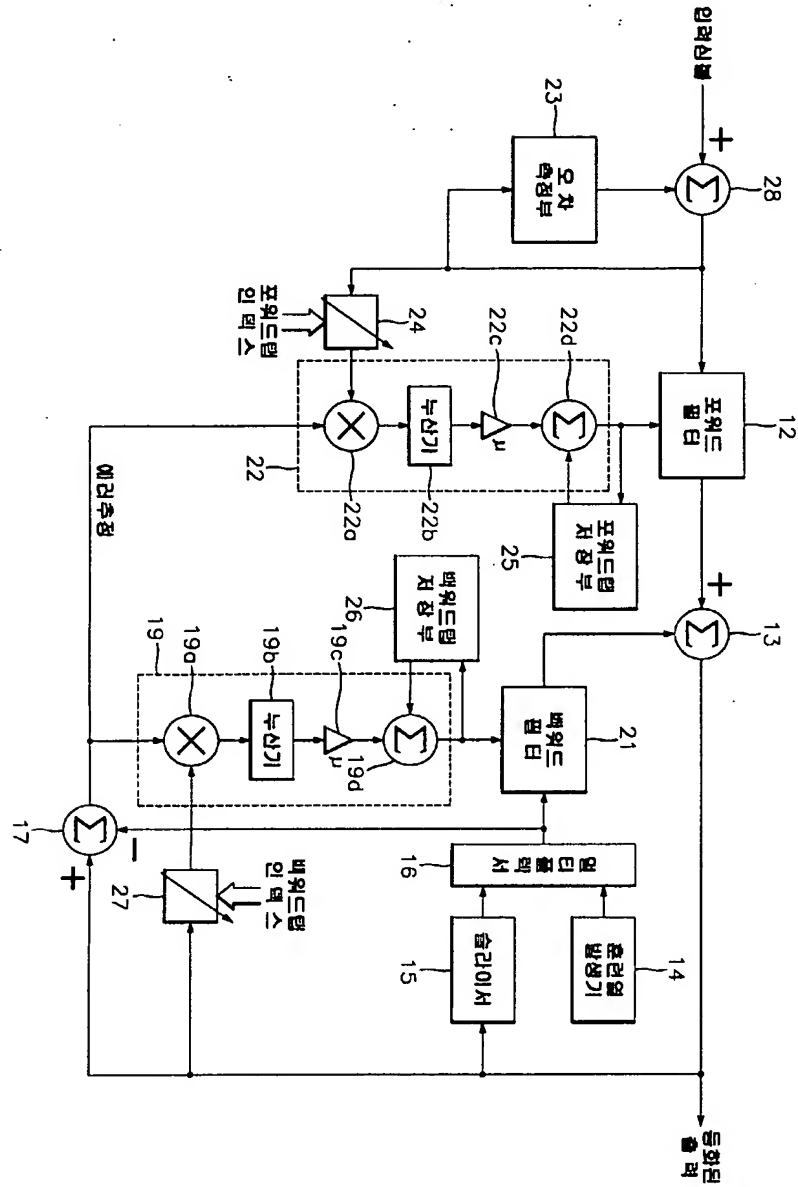 입력신호
+
Σ
28
23
오 차
측정부
24
포워드탭
인 덱 스
22
22a
22b
누산기
22c
μ
22d
Σ
포워드
필터
12
25
포워드탭
저 장 부
에러추정
+
Σ
13
26
백워드탭
저 장 부
19
19a
19b
누산기
19c
μ
19d
Σ
백워드
필 터
21
17
Σ
−
+
27
백워드탭
인 덱 스
16
멀티플렉서
15
슬라이서
14
훈련열
발생기
등화된
출 력